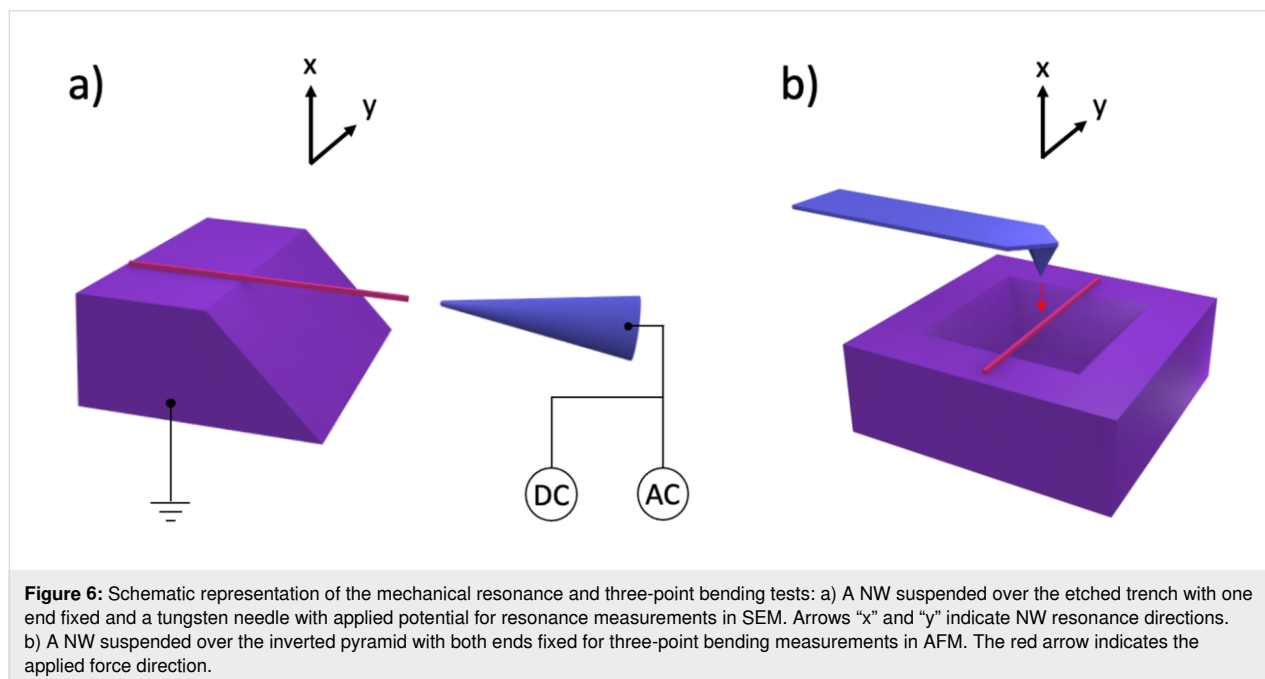 a)
x
y
b)
x
y
DC
AC
Figure 6: Schematic representation of the mechanical resonance and three-point bending tests: a) A NW suspended over the etched trench with one
end fixed and a tungsten needle with applied potential for resonance measurements in SEM. Arrows “x” and “y” indicate NW resonance directions.
b) A NW suspended over the inverted pyramid with both ends fixed for three-point bending measurements in AFM. The red arrow indicates the
applied force direction.